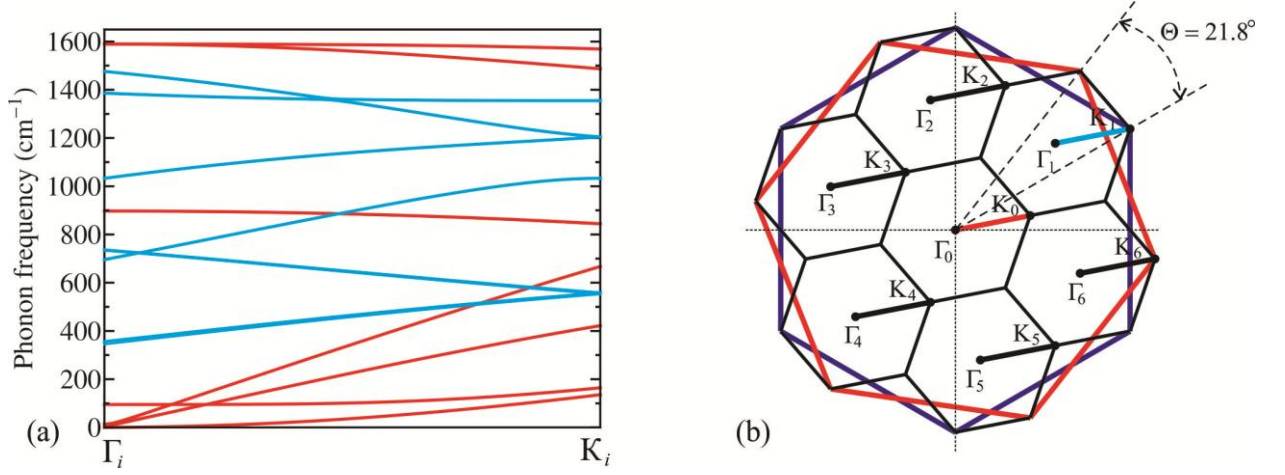 Phonon frequency (cm⁻¹)
1600
1400
1200
1000
800
600
400
200
0
Γᵢ
Kᵢ
(a)
Θ = 21.8°
K₂
Γ₂
K₁
Γ₁
K₃
Γ₃
K₀
Γ₀
K₆
Γ₆
K₄
Γ₄
K₅
Γ₅
(b)